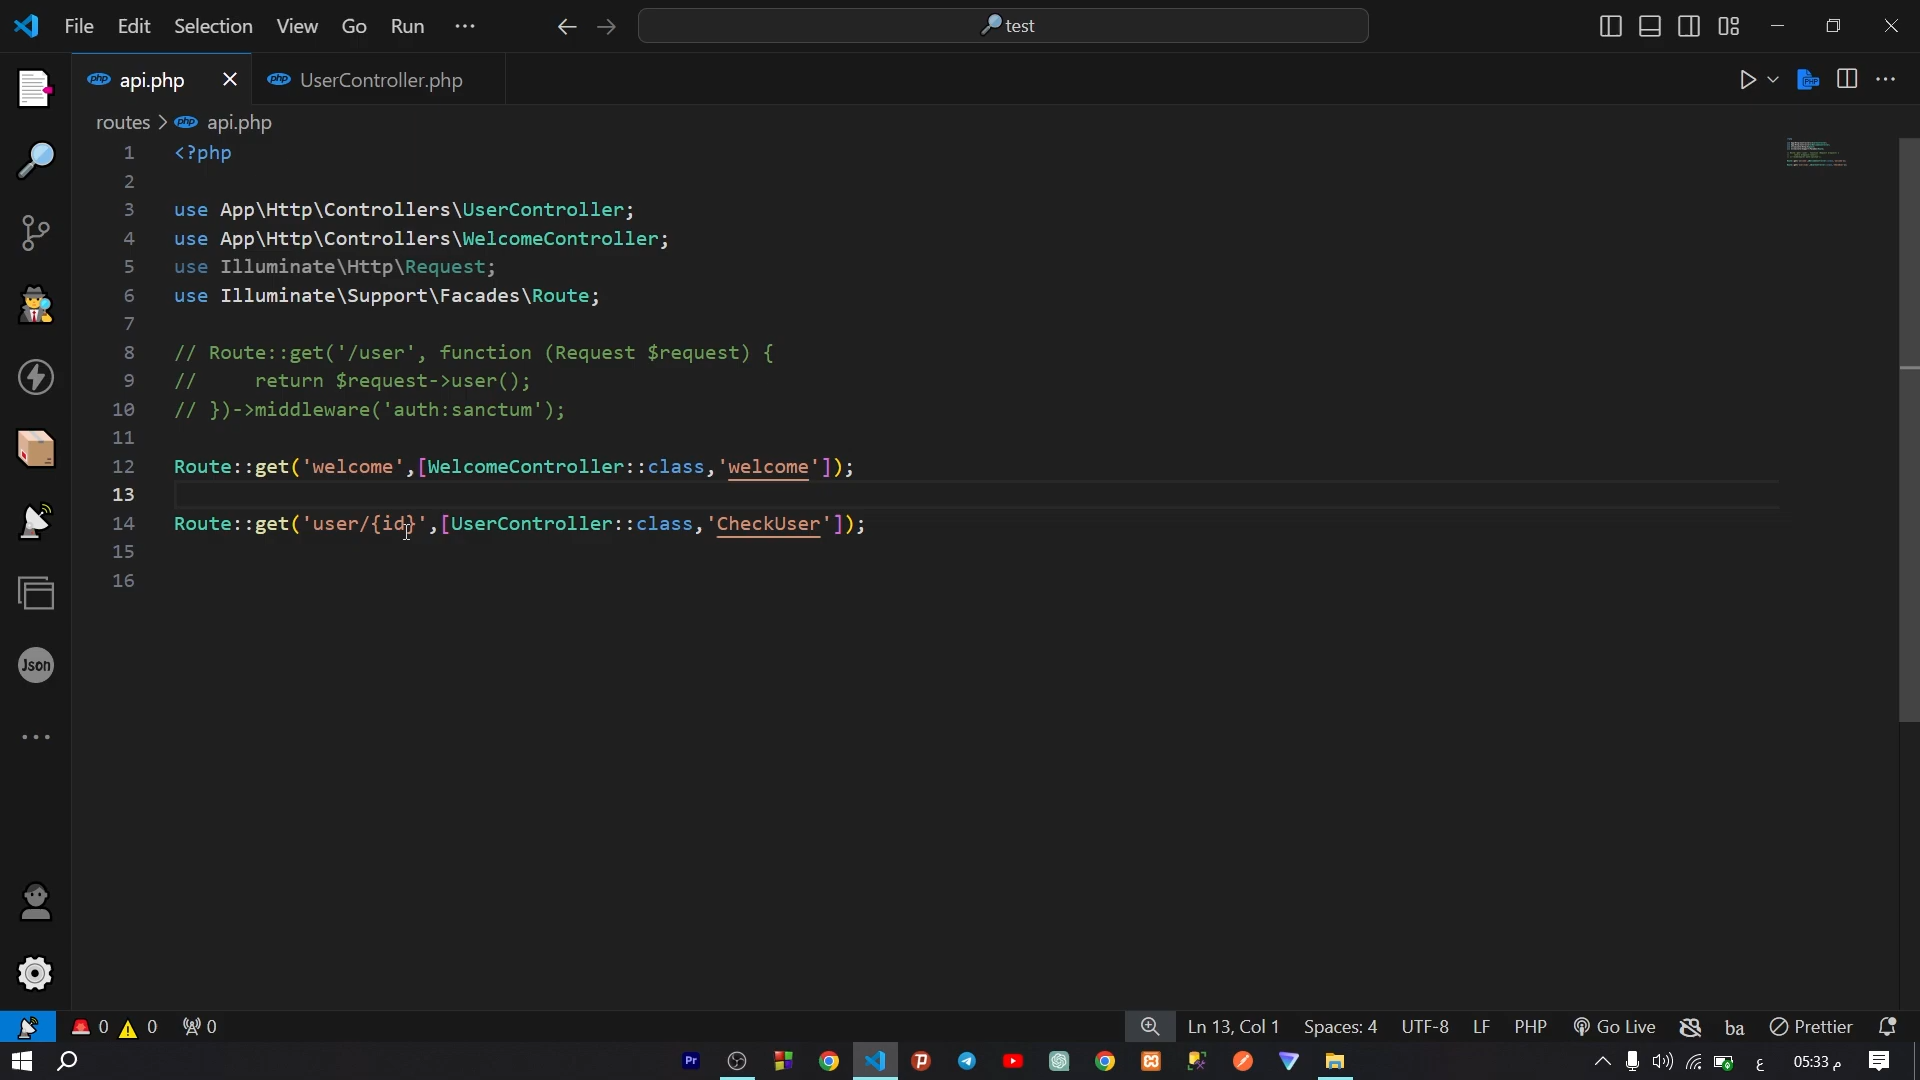 File Edit Selection View Go Run
test
api.php UserController.php
routes > api.php
1 <?php
2
3 use App\Http\Controllers\UserController;
4 use App\Http\Controllers\WelcomeController;
5 use Illuminate\Http\Request;
6 use Illuminate\Support\Facades\Route;
7
8 // Route::get('/user', function (Request $request) {
9 //     return $request->user();
10 // })->middleware('auth:sanctum');
11
12 Route::get('welcome',[WelcomeController::class,'welcome']);
13
14 Route::get('user/{id}',[UserController::class,'CheckUser']);
15
16
Json
0 0 0 Ln 13, Col 1 Spaces: 4 UTF-8 LF PHP Go Live ba Prettier
Pr ع 05:33 م